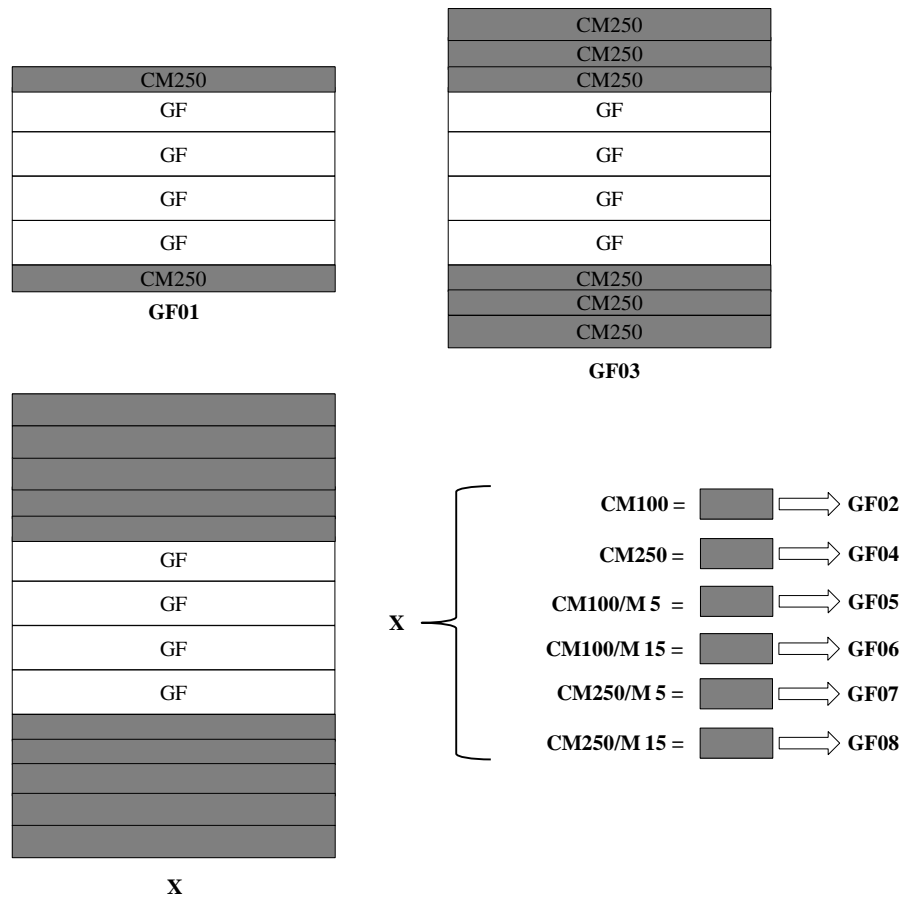 CM250
GF
GF
GF
GF
CM250
GF01
CM250
CM250
CM250
GF
GF
GF
GF
CM250
CM250
CM250
GF03
GF
GF
GF
GF
X
X
CM100 = GF02
CM250= GF04
CM100/M 5 = GF05
CM100/M 15 = GF06
CM250/M 5= GF07
CM250/M 15= GF08